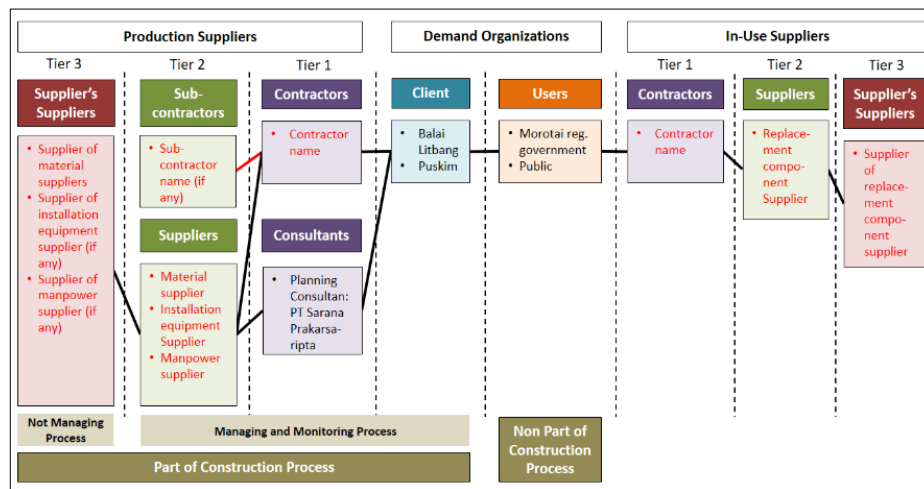 Production Suppliers
Demand Organizations
In-Use Suppliers
Tier 3
Tier 2
Tier 1
Tier 1
Tier 2
Tier 3
Supplier's
Suppliers
• Supplier of
material
suppliers
• Supplier of
installation
equipment
supplier (if
any)
• Supplier of
manpower
supplier (if
any)
Sub-
contractors
• Sub-
contractor
name (if
any)
Suppliers
• Material
supplier
• Installation
equipment
Supplier
• Manpower
supplier
Contractors
• Contractor
name
Consultants
• Planning
Consultan:
PT Sarana
Prakarsa-
ripta
Client
• Balai
Litbang
• Puskim
Users
• Morotai reg.
government
• Public
Contractors
• Contractor
name
Suppliers
• Replace-
ment
component
Supplier
Supplier's
Suppliers
• Supplier
of
replace-
ment
compo-
nent
supplier
Not Managing
Process
Managing and Monitoring Process
Part of Construction Process
Non Part of
Construction
Process